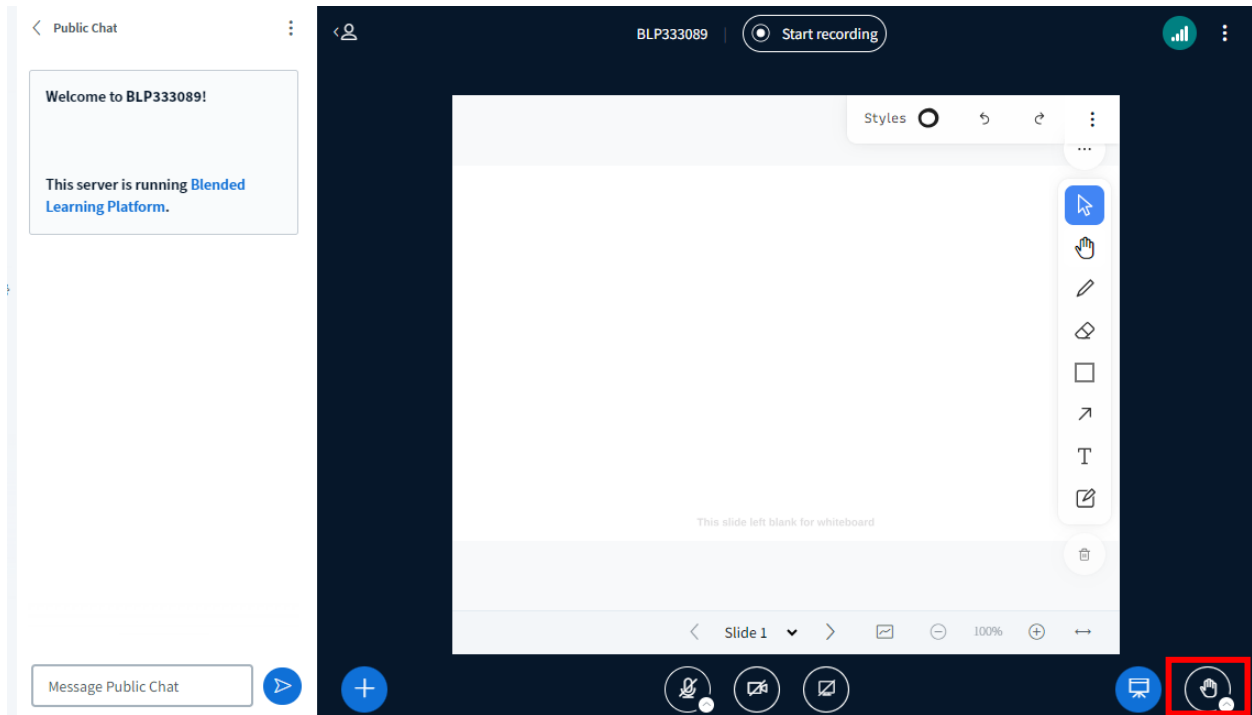 Public Chat
BLP333089
Start recording
Welcome to BLP333089!
This server is running Blended
Learning Platform.
Styles
T
This slide left blank for whiteboard
Slide 1
100%
Message Public Chat